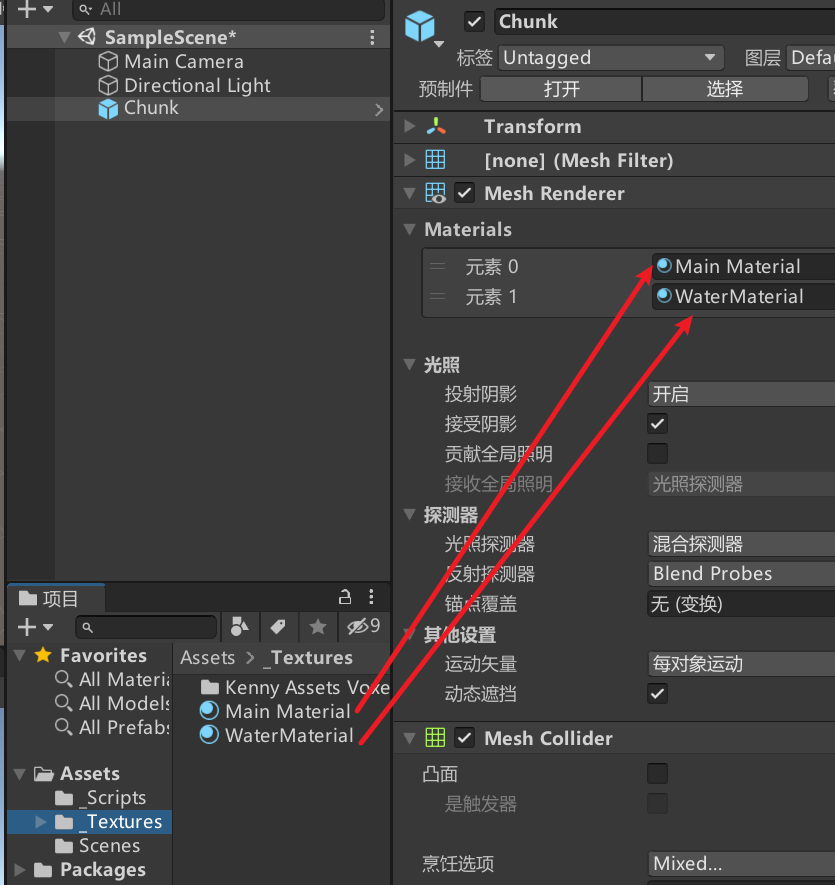 All
SampleScene*
Main Camera
Directional Light
Chunk
项目
9
Favorites
All Materia
All Models
All Prefabs
Assets
_Scripts
_Textures
Scenes
Packages
Assets > _Textures
Kenny Assets Voxe
Main Material
WaterMaterial
Chunk
标签 Untagged 图层 Defau
预制件 打开 选择
Transform
[none] (Mesh Filter)
Mesh Renderer
Materials
元素 0 Main Material
元素 1 WaterMaterial
光照
投射阴影 开启
接受阴影
贡献全局照明
接收全局照明 光照探测器
探测器
光照探测器 混合探测器
反射探测器 Blend Probes
锚点覆盖 无 (变换)
其他设置
运动矢量 每对象运动
动态遮挡
Mesh Collider
凸面
是触发器
烹饪选项 Mixed...